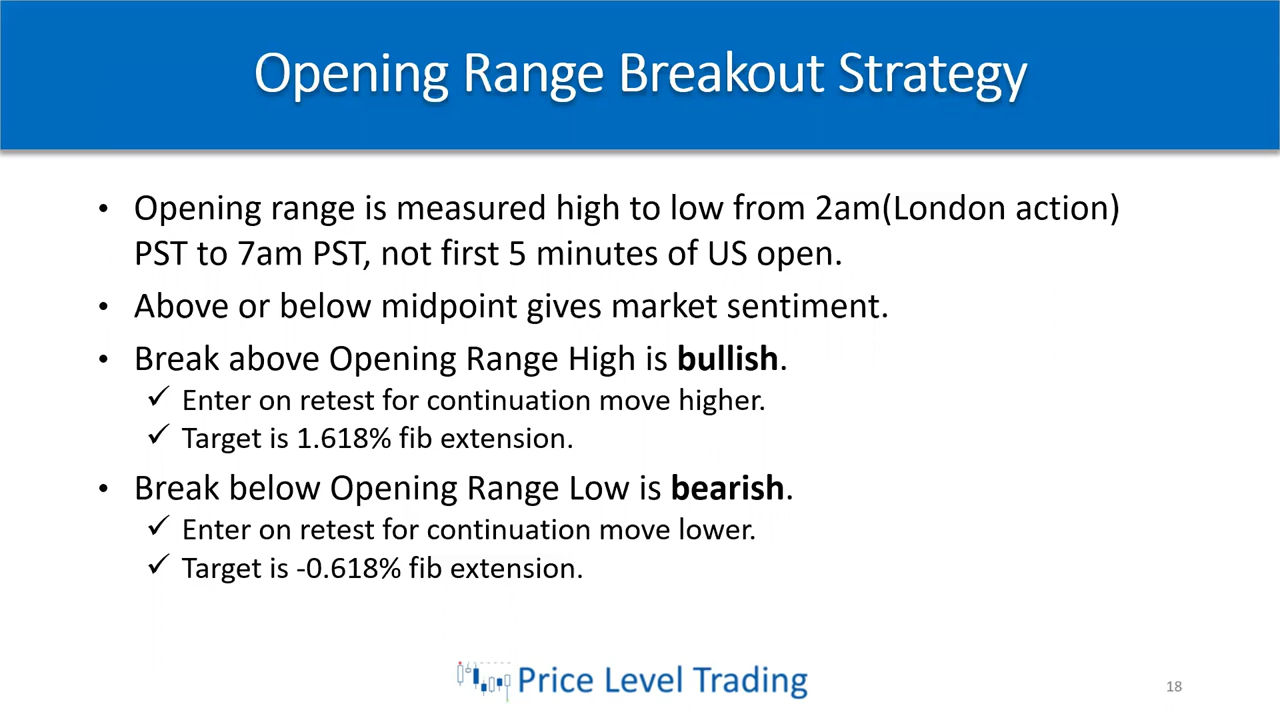 Opening Range Breakout Strategy
• Opening range is measured high to low from 2am(London action)
PST to 7am PST, not first 5 minutes of US open.
• Above or below midpoint gives market sentiment.
• Break above Opening Range High is bullish.
✓ Enter on retest for continuation move higher.
✓ Target is 1.618% fib extension.
• Break below Opening Range Low is bearish.
✓ Enter on retest for continuation move lower.
✓ Target is -0.618% fib extension.
Price Level Trading
18